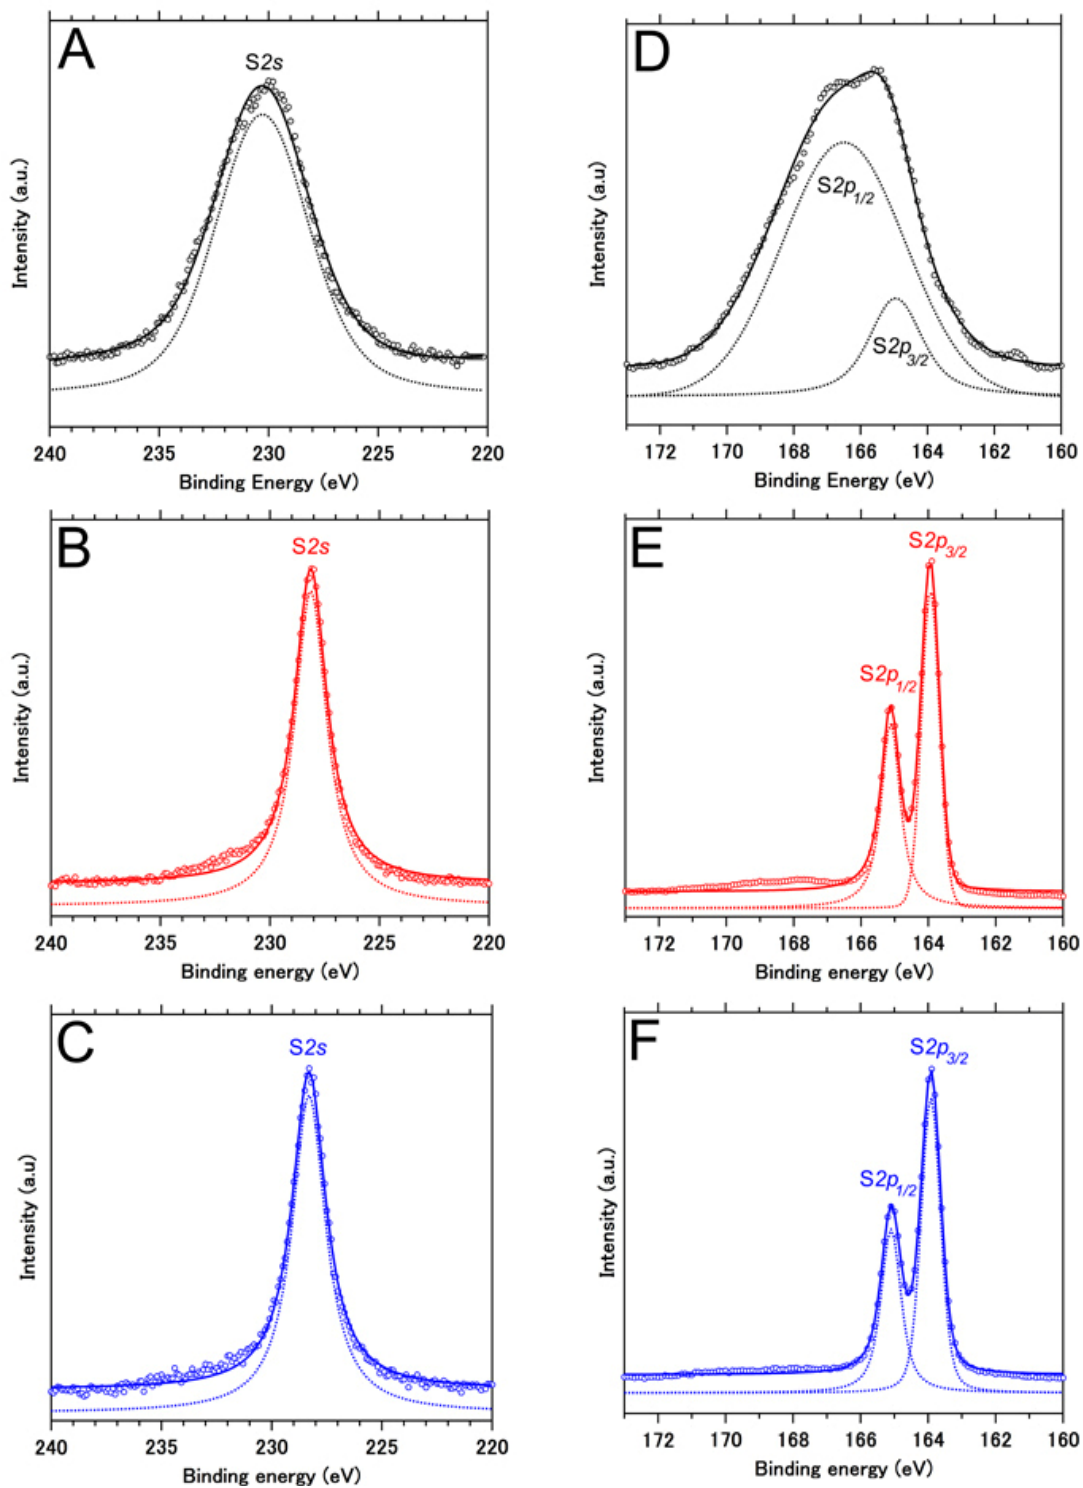 A
S2s
Intensity (a.u.)
240 235 230 225 220
Binding Energy (eV)
D
S2p1/2
S2p3/2
Intensity (a.u)
172 170 168 166 164 162 160
Binding Energy (eV)
B
S2s
Intensity (a.u.)
240 235 230 225 220
Binding energy (eV)
E
S2p3/2
S2p1/2
Intensity (a.u.)
172 170 168 166 164 162 160
Binding energy (eV)
C
S2s
Intensity (a.u)
240 235 230 225 220
Binding energy (eV)
F
S2p3/2
S2p1/2
Intensity (a.u.)
172 170 168 166 164 162 160
Binding energy (eV)